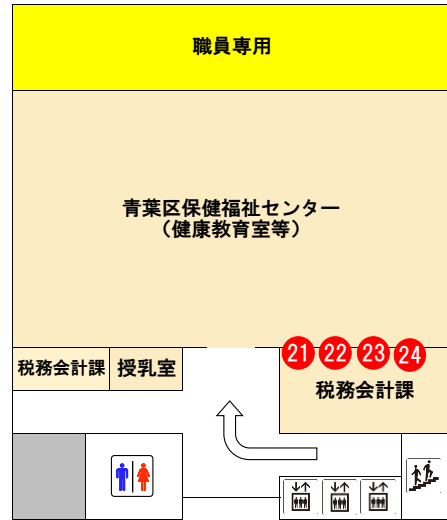 職員専用
青葉区保健福祉センター
（健康教育室等）
21 22 23 24
税務会計課 授乳室
税務会計課